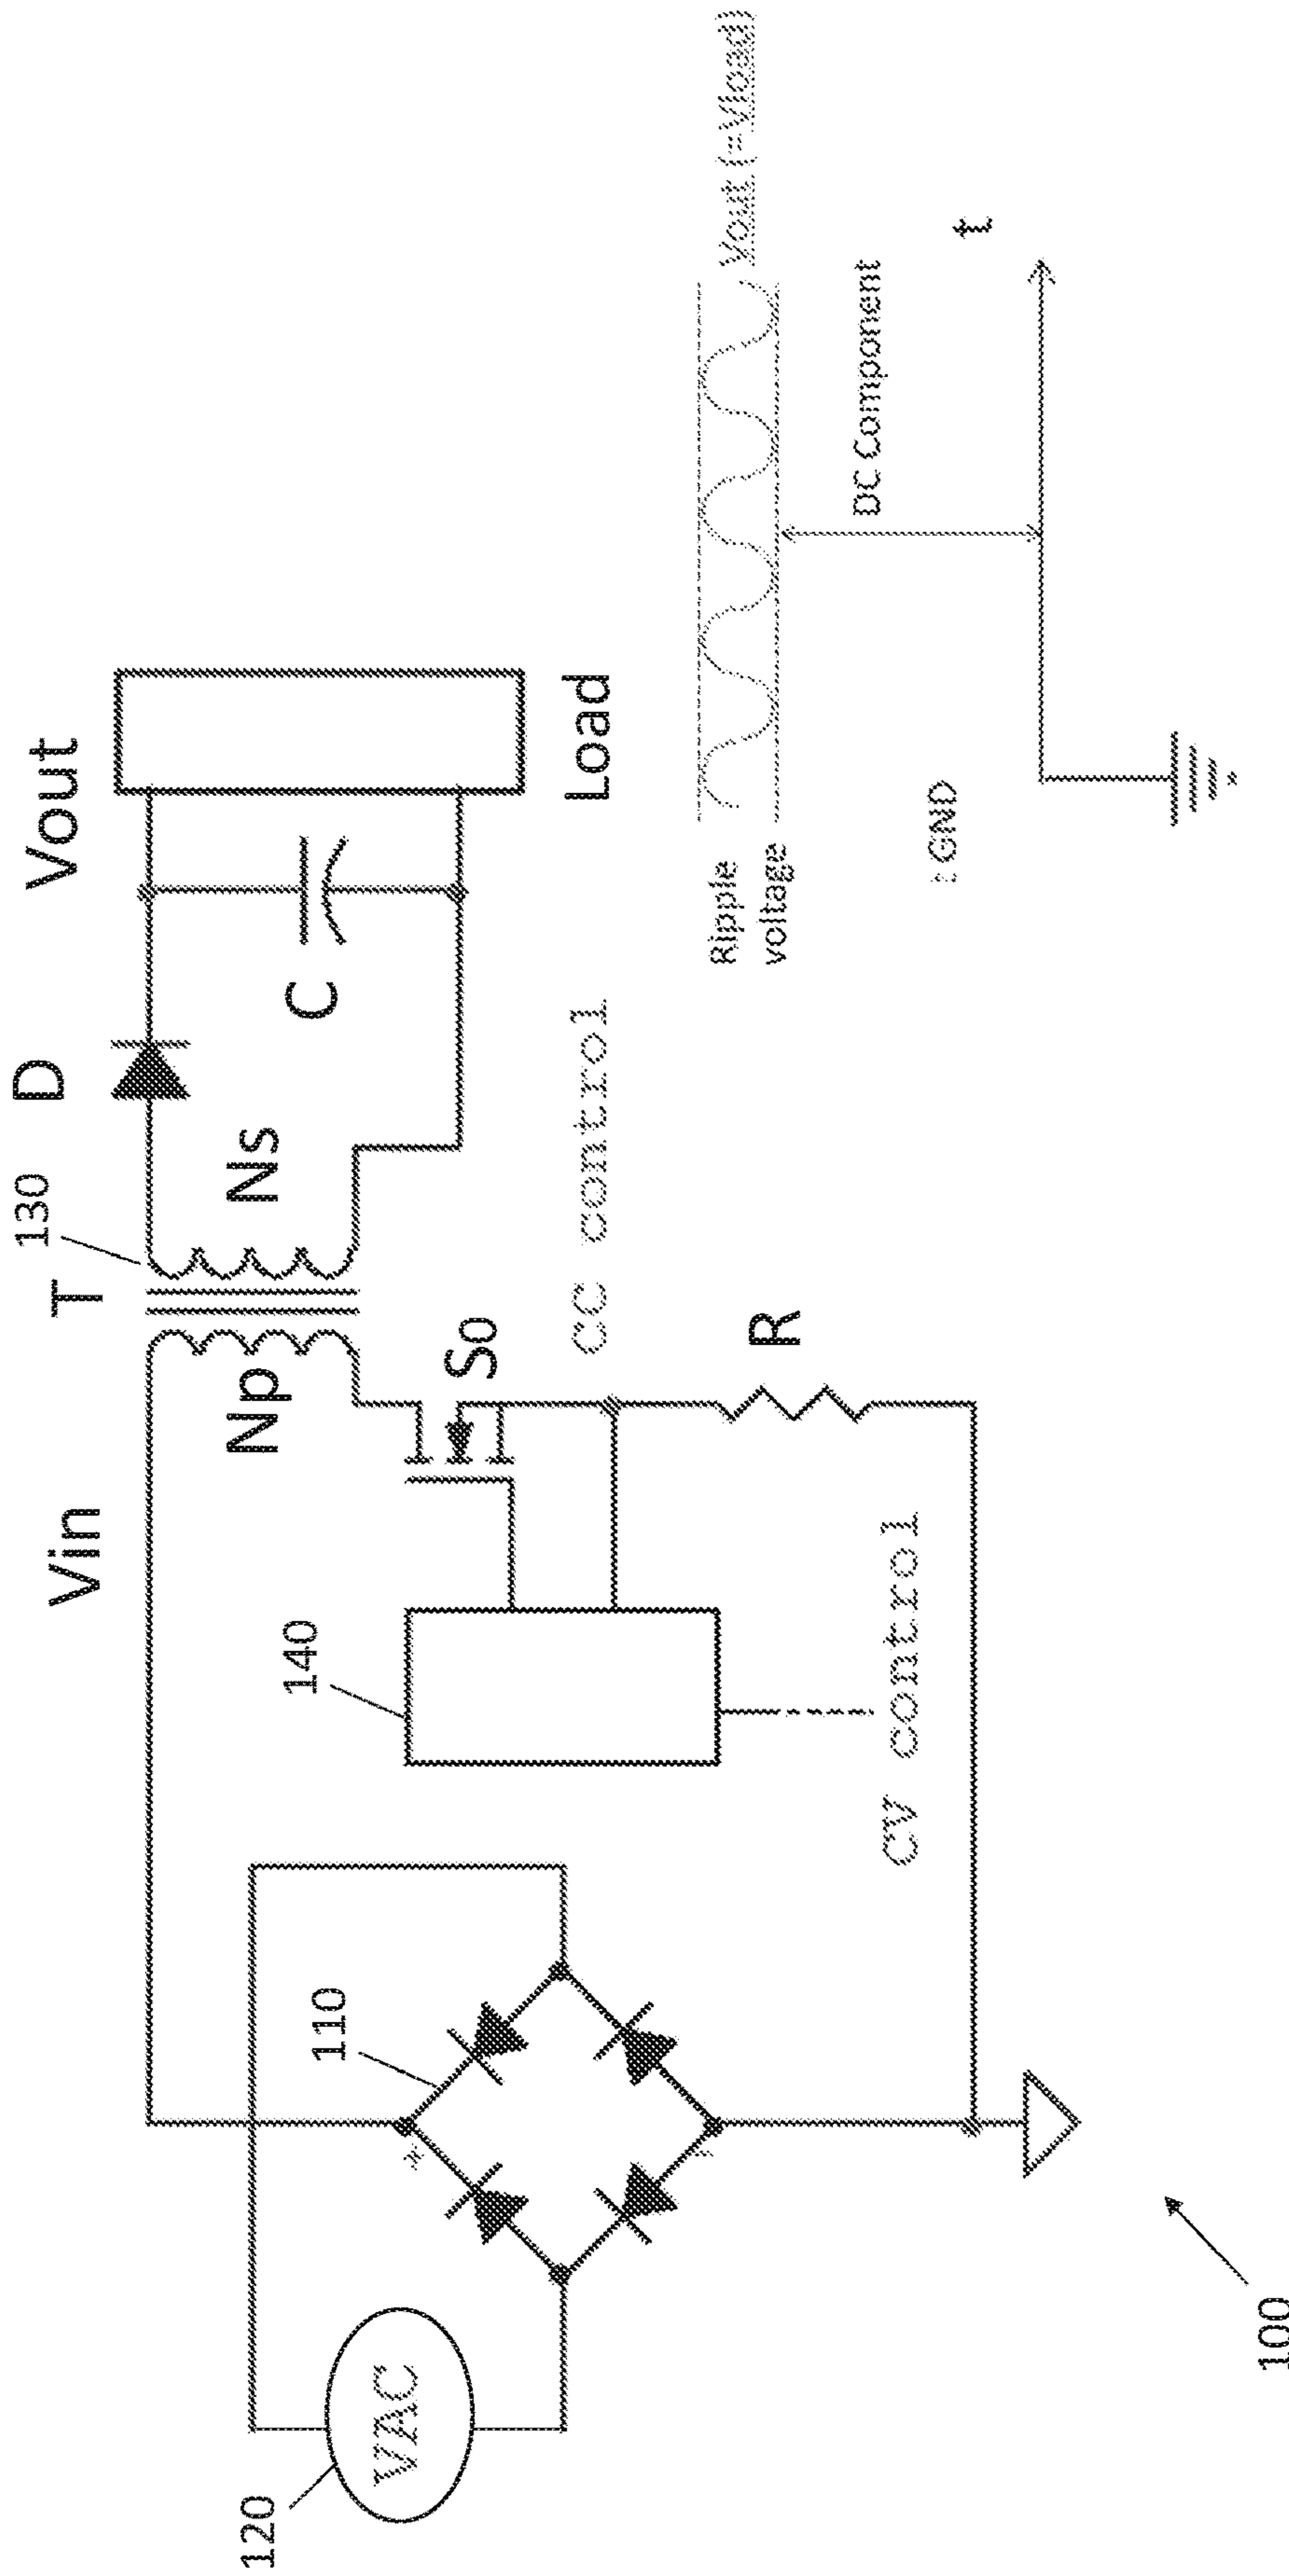 Vin
T
130
D
Vout
Np
Ns
C
Load
120
VAC
110
140
So
CC control
R
CV control
Ripple
voltage
Vout (=Vload)
DC Component
GND
t
100